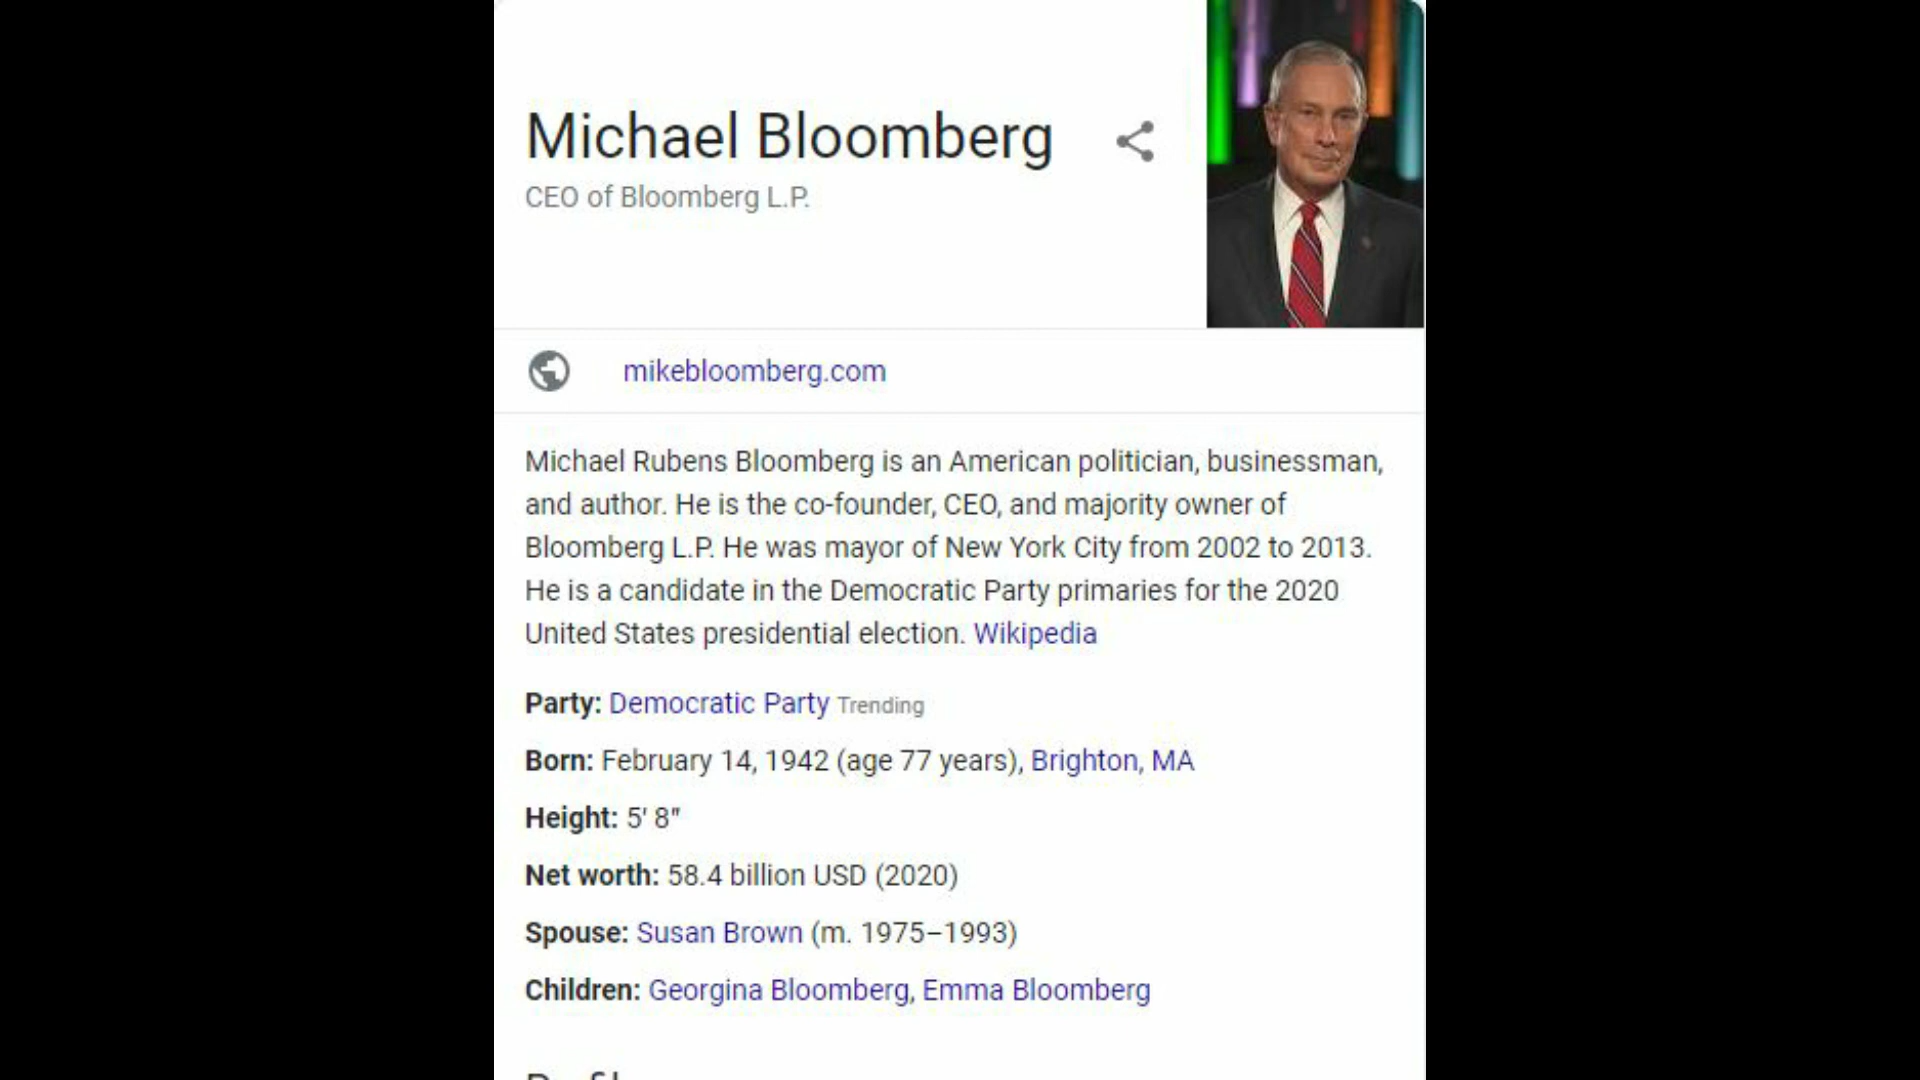 Michael Bloomberg
CEO of Bloomberg L.P.
mikebloomberg.com
Michael Rubens Bloomberg is an American politician, businessman,
and author. He is the co-founder, CEO, and majority owner of
Bloomberg L.P. He was mayor of New York City from 2002 to 2013.
He is a candidate in the Democratic Party primaries for the 2020
United States presidential election. Wikipedia
Party: Democratic Party Trending
Born: February 14, 1942 (age 77 years), Brighton, MA
Height: 5' 8"
Net worth: 58.4 billion USD (2020)
Spouse: Susan Brown (m. 1975–1993)
Children: Georgina Bloomberg, Emma Bloomberg